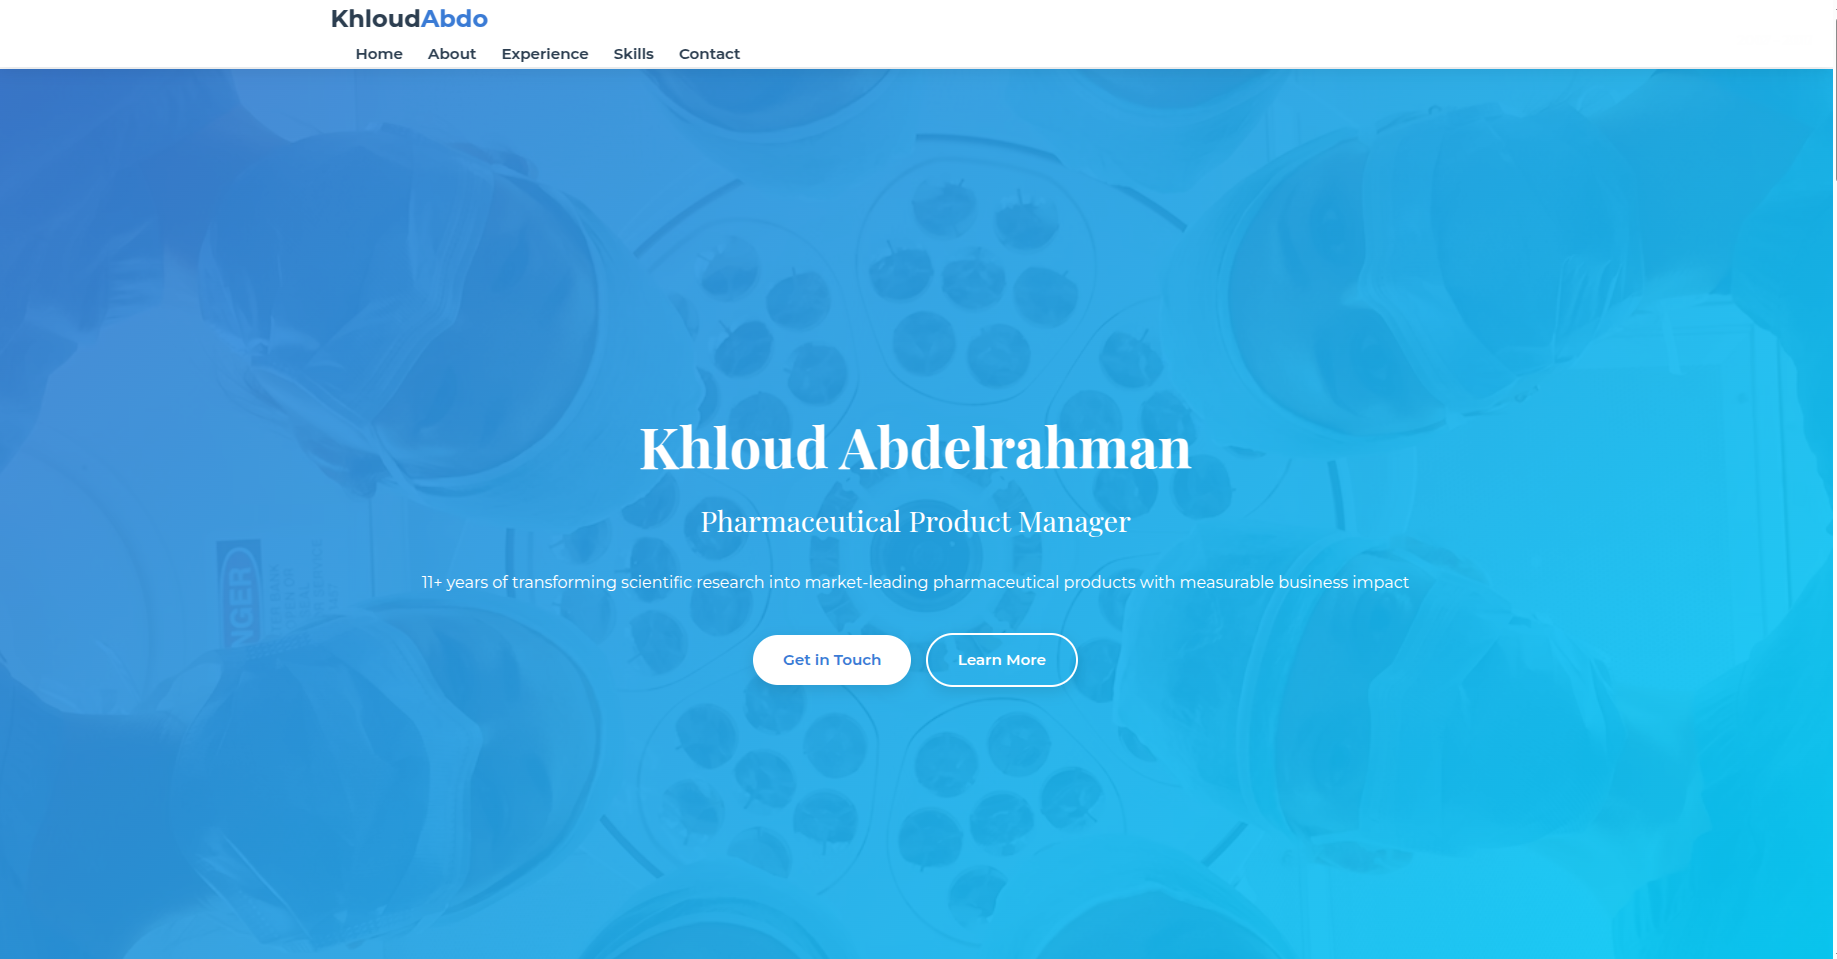 KhloudAbdo
Home About Experience Skills Contact
Khloud Abdelrahman
Pharmaceutical Product Manager
11+ years of transforming scientific research into market-leading pharmaceutical products with measurable business impact
NGER
Get in Touch Learn More